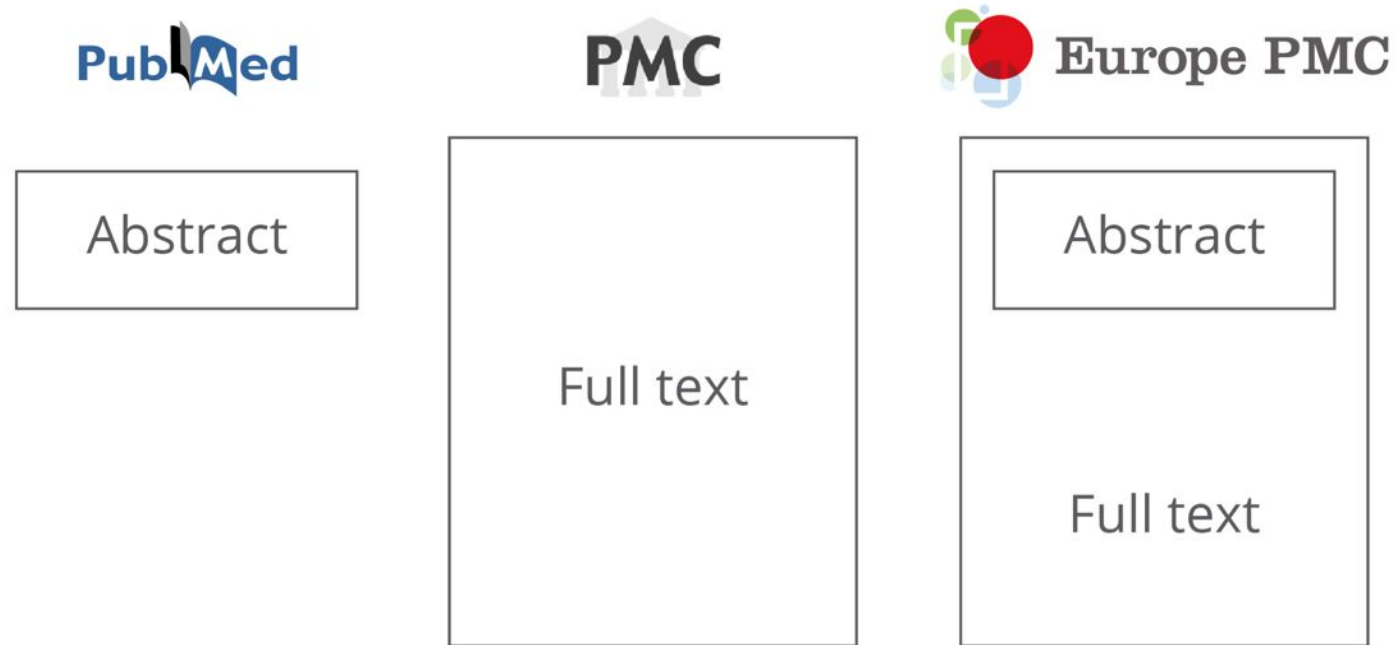 PubMed
PMC
Europe PMC
Abstract
Full text
Abstract
Full text